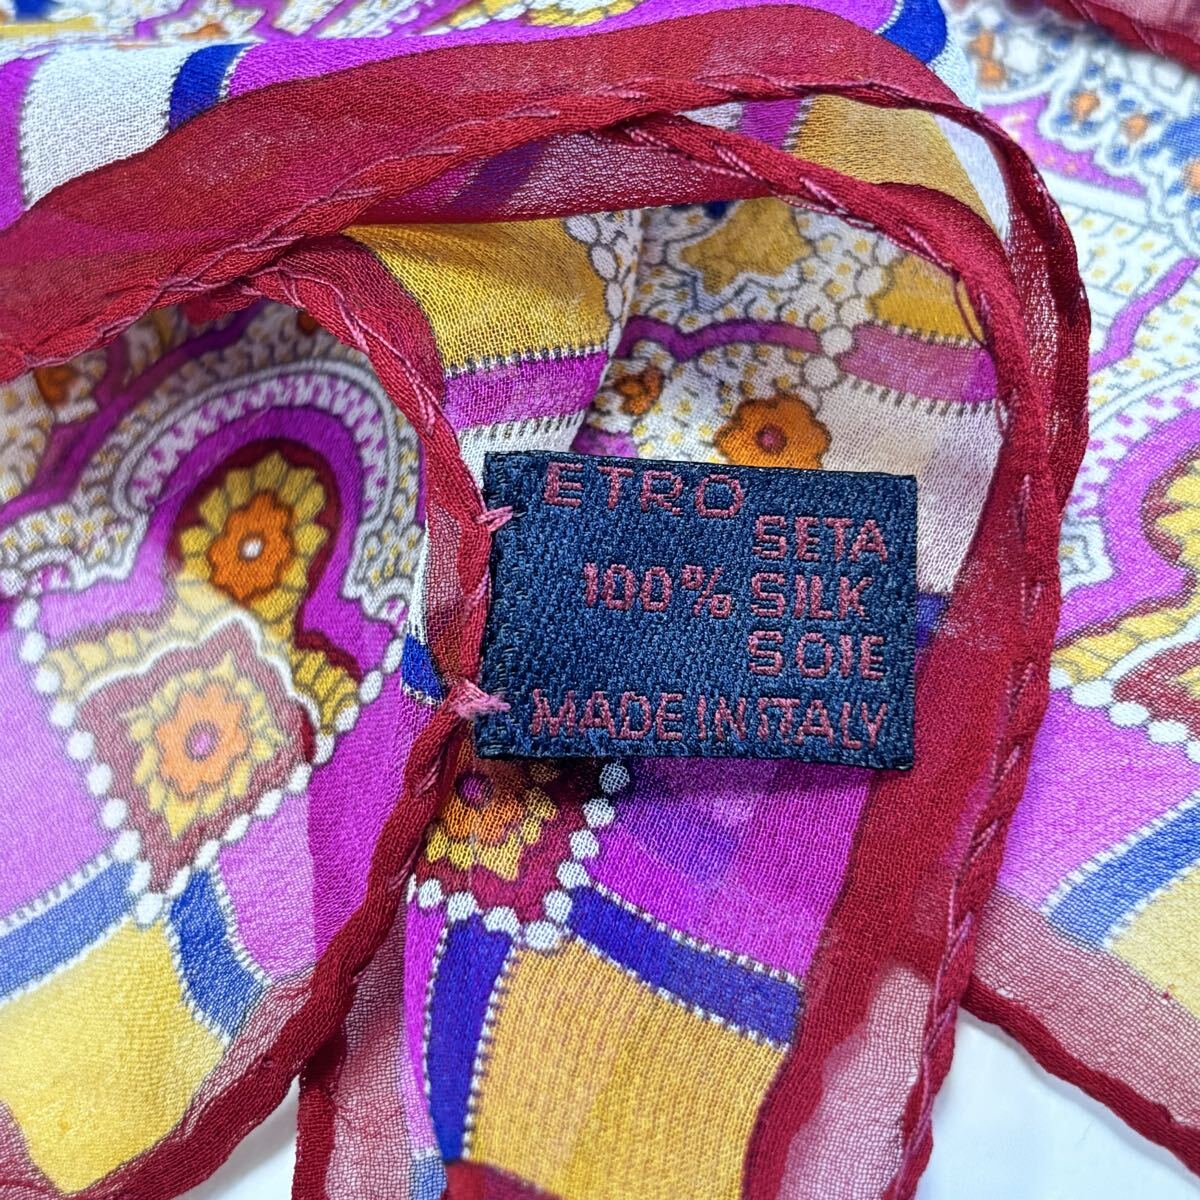 ETRO
SETA
100% SILK
SOIE
MADE IN ITALY